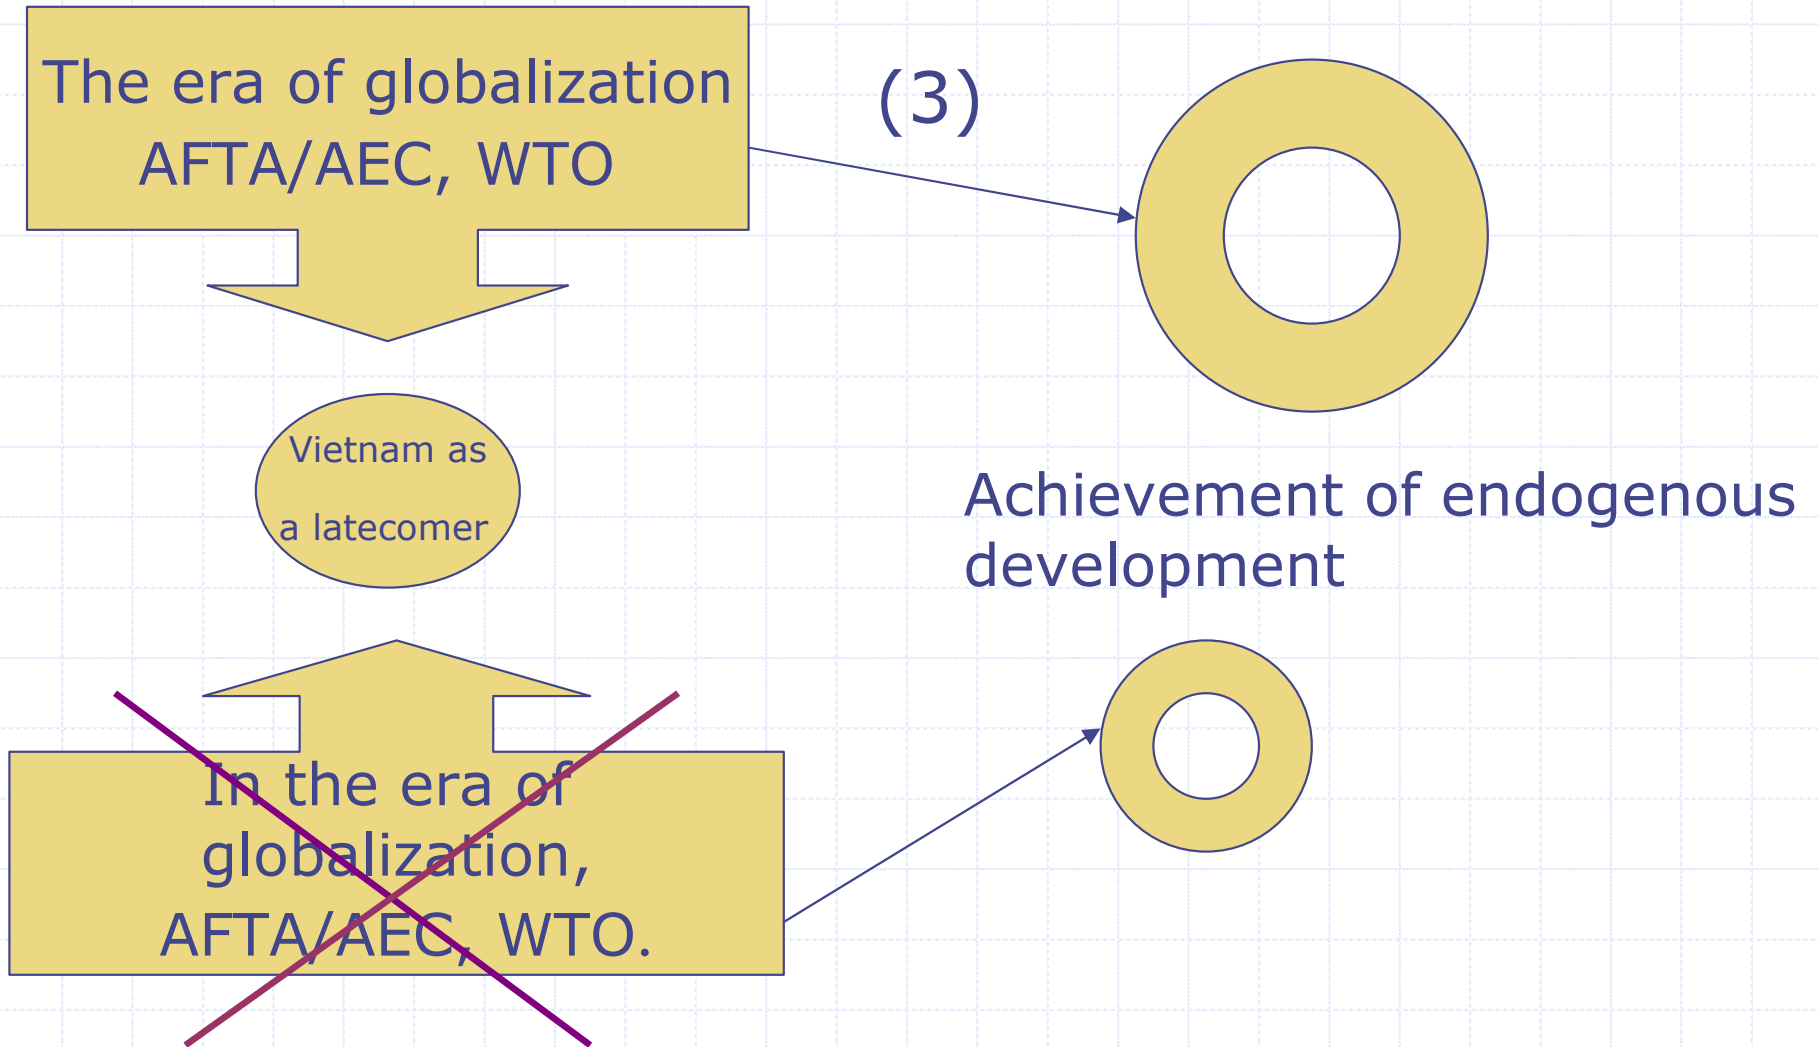 The era of globalization
AFTA/AEC, WTO
(3)
Vietnam as
a latecomer
Achievement of endogenous
development
In the era of
globalization,
AFTA/AEC, WTO.